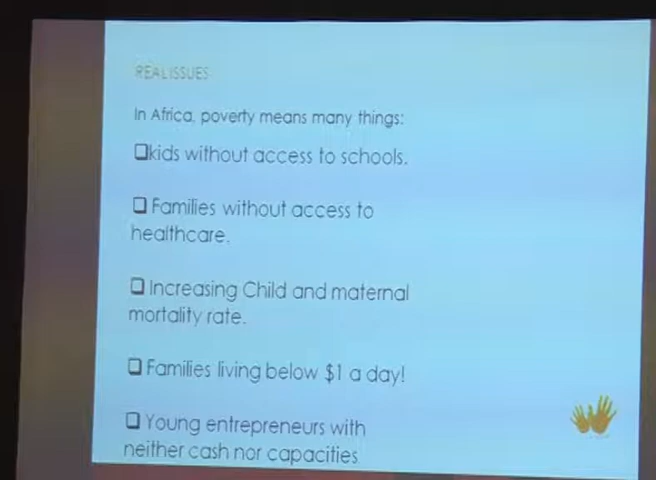 REAL ISSUES
In Africa, poverty means many things:
❑kids without access to schools.
❑ Families without access to
healthcare.
❑ Increasing Child and maternal
mortality rate.
❑ Families living below $1 a day!
❑ Young entrepreneurs with
neither cash nor capacities